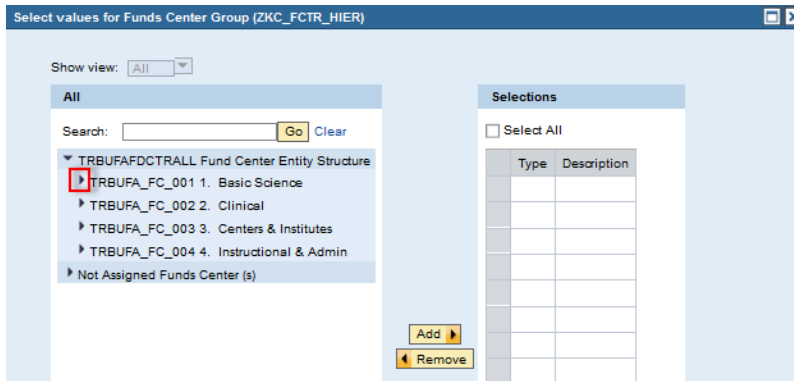 Select values for Funds Center Group (ZKC_FCTR_HIER)
Show view: All
All
Search: Go Clear
TRBUFAFDCTRALL Fund Center Entity Structure
TRBUFA_FC_001 1. Basic Science
TRBUFA_FC_002 2. Clinical
TRBUFA_FC_003 3. Centers & Institutes
TRBUFA_FC_004 4. Instructional & Admin
Not Assigned Funds Center (s)
Add
Remove
Selections
Select All
Type Description